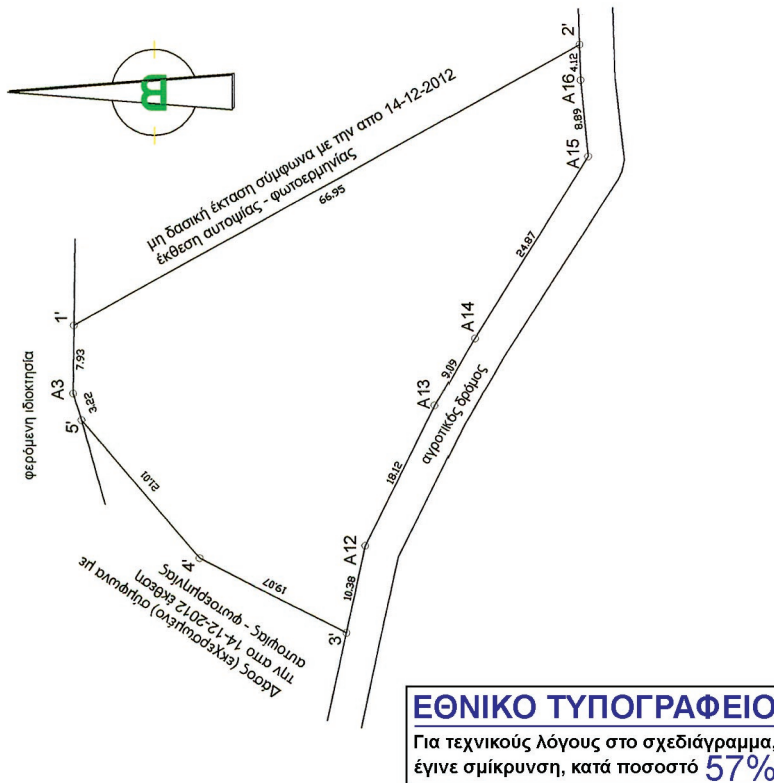 B
μη δασική έκταση σύμφωνα με την απο 14-12-2012
έκθεση αυτοψίας - φωτοερμηνίας
66.95
2'
4.12
A16
8.89
A15
24.87
A14
9.09
A13
αγροτικός δρόμος
18.12
A12
10.38
3'
19.07
4'
21.01
5'
3.22
A3
7.93
1'
φερόμενη ιδιοκτησία
Δάσος (εκχερσωμένο) σύμφωνα με
την απο 14-12-2012 έκθεση
αυτοψίας - φωτοερμηνίας
ΕΘΝΙΚΟ ΤΥΠΟΓΡΑΦΕΙΟ
Για τεχνικούς λόγους στο σχεδιάγραμμα,
έγινε σμίκρυνση, κατά ποσοστό 57%